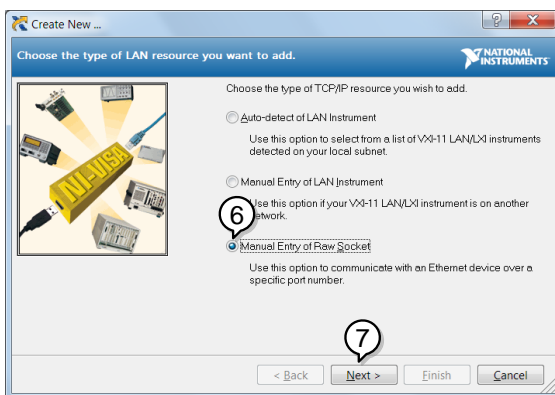 Create New ...
Choose the type of LAN resource you want to add.
NATIONAL
INSTRUMENTS
NI-VISA
Choose the type of TCP/IP resource you wish to add.
Auto-detect of LAN Instrument
Use this option to select from a list of VXI-11 LAN/LXI instruments
detected on your local subnet.
Manual Entry of LAN Instrument
Use this option if your VXI-11 LAN/LXI instrument is on another
network.
6
Manual Entry of Raw Socket
Use this option to communicate with an Ethernet device over a
specific port number.
7
< Back
Next >
Finish
Cancel